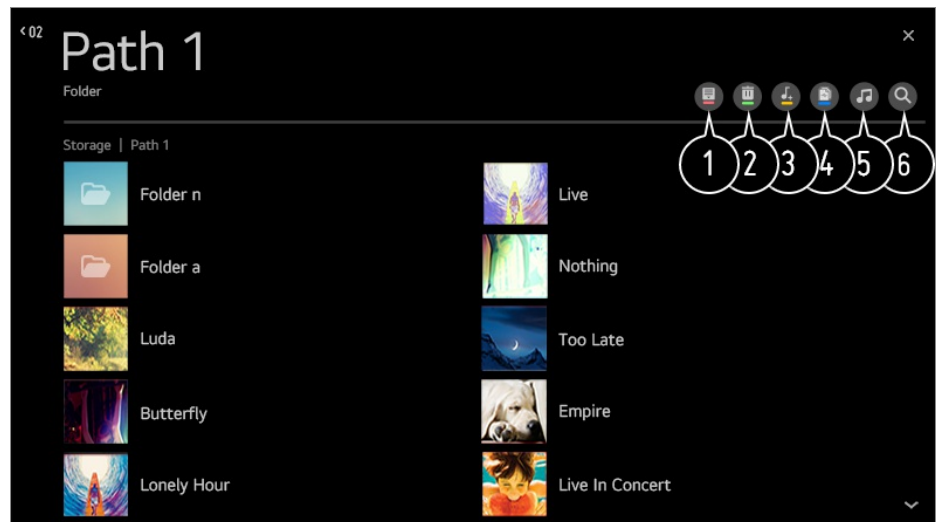 <02
Path 1
Folder
Storage | Path 1
1 2 3 4 5 6
Folder n
Live
Folder a
Nothing
Luda
Too Late
Butterfly
Empire
Lonely Hour
Live In Concert